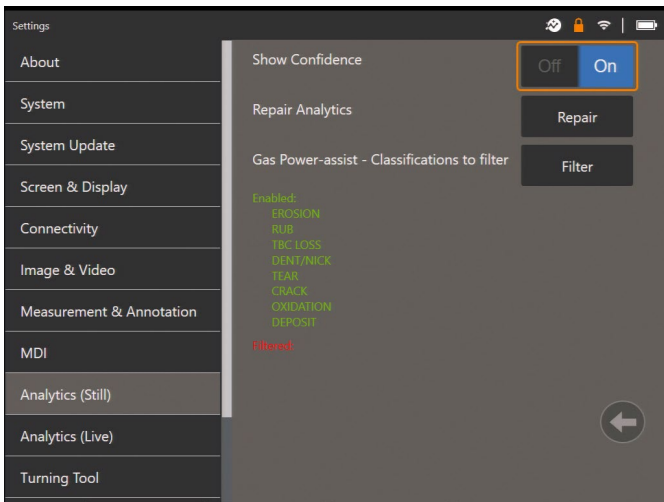 Settings
About
System
System Update
Screen & Display
Connectivity
Image & Video
Measurement & Annotation
MDI
Analytics (Still)
Analytics (Live)
Turning Tool
Show Confidence
Off On
Repair Analytics
Repair
Gas Power-assist - Classifications to filter
Filter
Enabled:
EROSION
RUB
TBC LOSS
DENT/NICK
TEAR
CRACK
OXIDATION
DEPOSIT
Filtered: